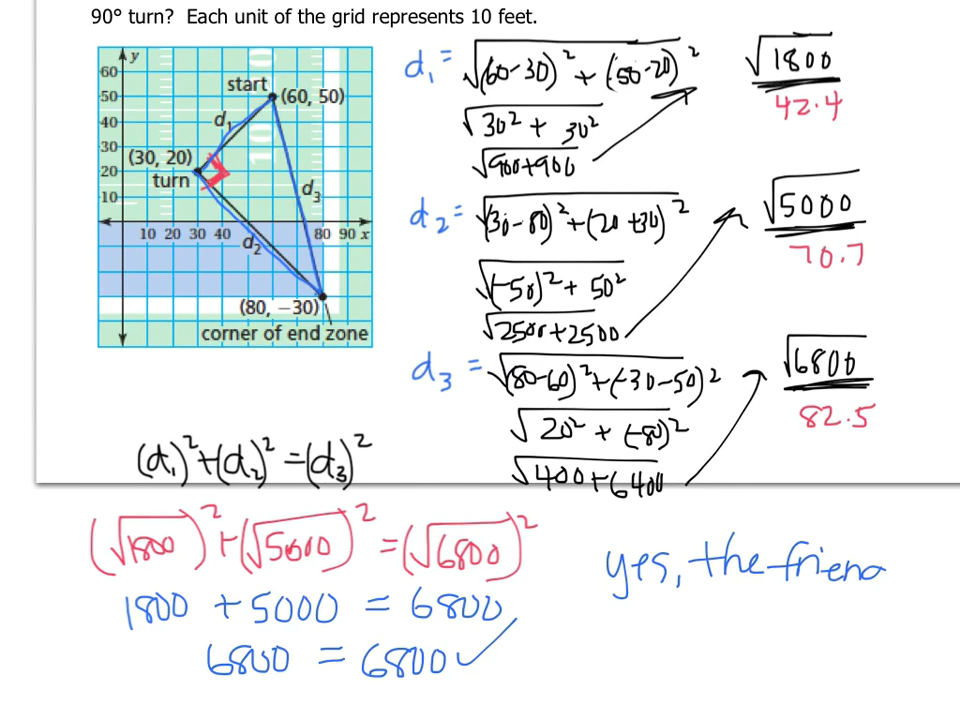 90° turn? Each unit of the grid represents 10 feet.
y
60
50
40
30
20
10
start
(60, 50)
d₁
(30, 20)
turn
d₃
10 20 30 40 80 90 x
d₂
(80, −30)
corner of end zone
d₁ = √(60-30)² + (50-20)²
√30² + 30²
√900+900
√1800
42.4
d₂ = √(30-80)² + (20+30)²
√(-50)² + 50²
√2500+2500
√5000
70.7
d₃ = √(80-60)² + (-30-50)²
√20² + (-80)²
√400+6400
√6800
82.5
(d₁)² + (d₂)² = (d₃)²
(√1800)² + (√5000)² = (√6800)²
1800 + 5000 = 6800
6800 = 6800 ✓
yes, the friend